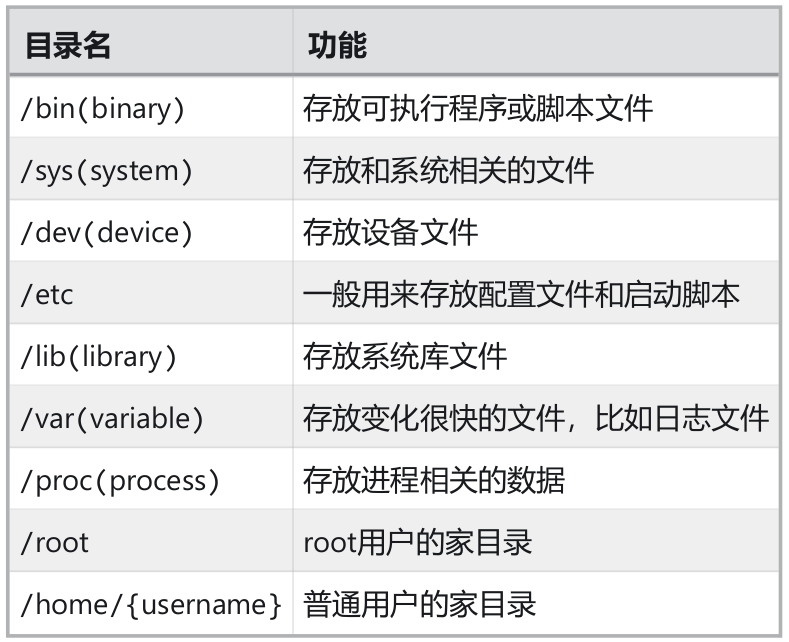 目录名 功能
/bin(binary) 存放可执行程序或脚本文件
/sys(system) 存放和系统相关的文件
/dev(device) 存放设备文件
/etc 一般用来存放配置文件和启动脚本
/lib(library) 存放系统库文件
/var(variable) 存放变化很快的文件，比如日志文件
/proc(process) 存放进程相关的数据
/root root用户的家目录
/home/{username} 普通用户的家目录